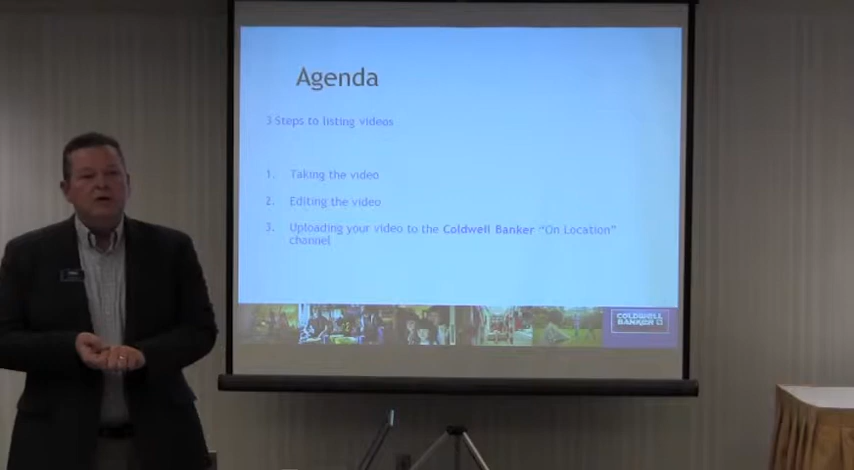 Agenda
3 Steps to listing videos
1. Taking the video
2. Editing the video
3. Uploading your video to the Coldwell Banker "On Location"
channel
COLDWELL
BANKER